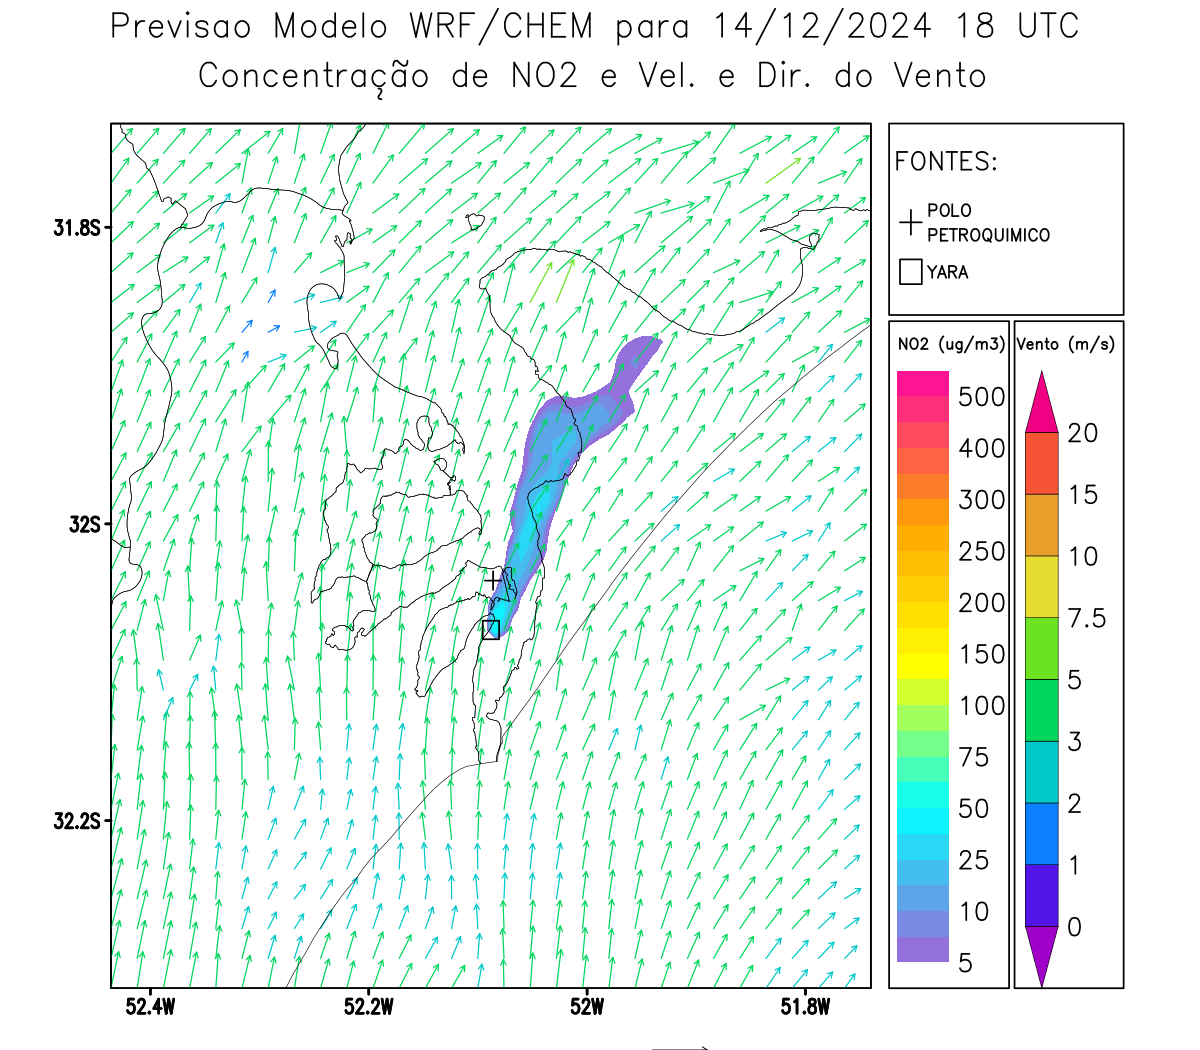 Previsao Modelo WRF/CHEM para 14/12/2024 18 UTC
Concentração de NO2 e Vel. e Dir. do Vento
FONTES:
POLO
PETROQUIMICO
YARA
31.8S
32S
32.2S
52.4W
52.2W
52W
51.8W
NO2 (ug/m3)
500
400
300
250
200
150
100
75
50
25
10
5
Vento (m/s)
20
15
10
7.5
5
3
2
1
0